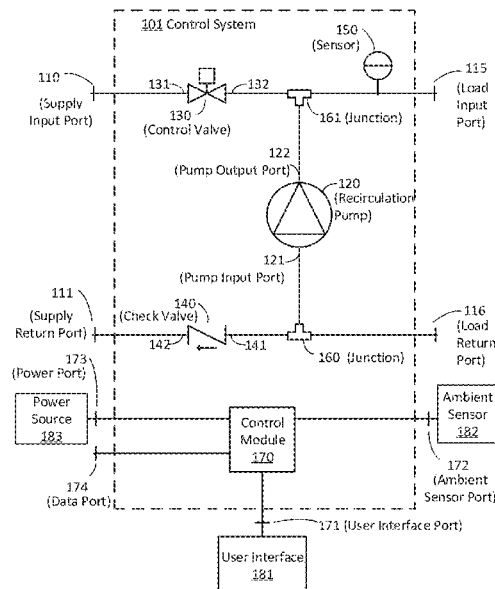 101 Control System
150
(Sensor)
110
(Supply
Input Port)
131
132
130
(Control Valve)
161 (Junction)
115
(Load
Input
Port)
122
(Pump Output Port)
120
(Recirculation
Pump)
121
(Pump Input Port)
111
(Supply
Return Port)
140
(Check Valve)
142
141
160 (Junction)
116
(Load
Return
Port)
173
(Power Port)
Power
Source
183
Control
Module
170
Ambient
Sensor
182
174
(Data Port)
172
(Ambient
Sensor Port)
171 (User Interface Port)
User Interface
181